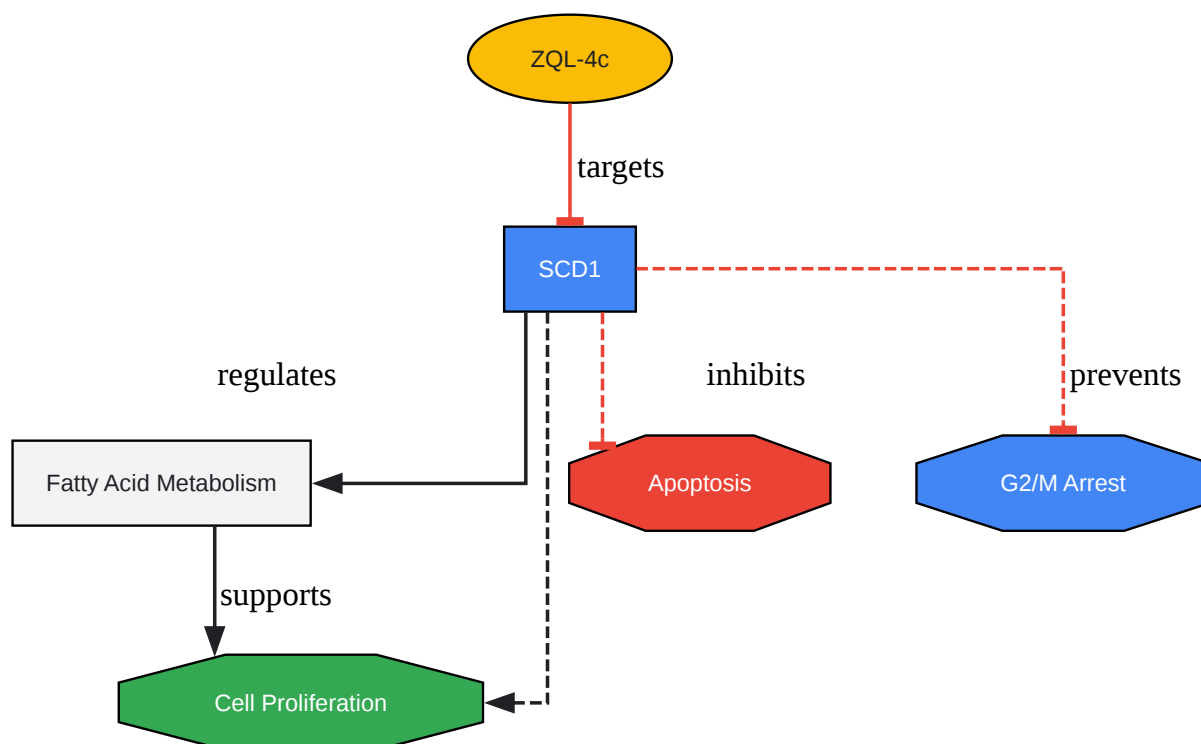 ZQL-4c
targets
SCD1
regulates
inhibits
prevents
Fatty Acid Metabolism
Apoptosis
G2/M Arrest
supports
Cell Proliferation